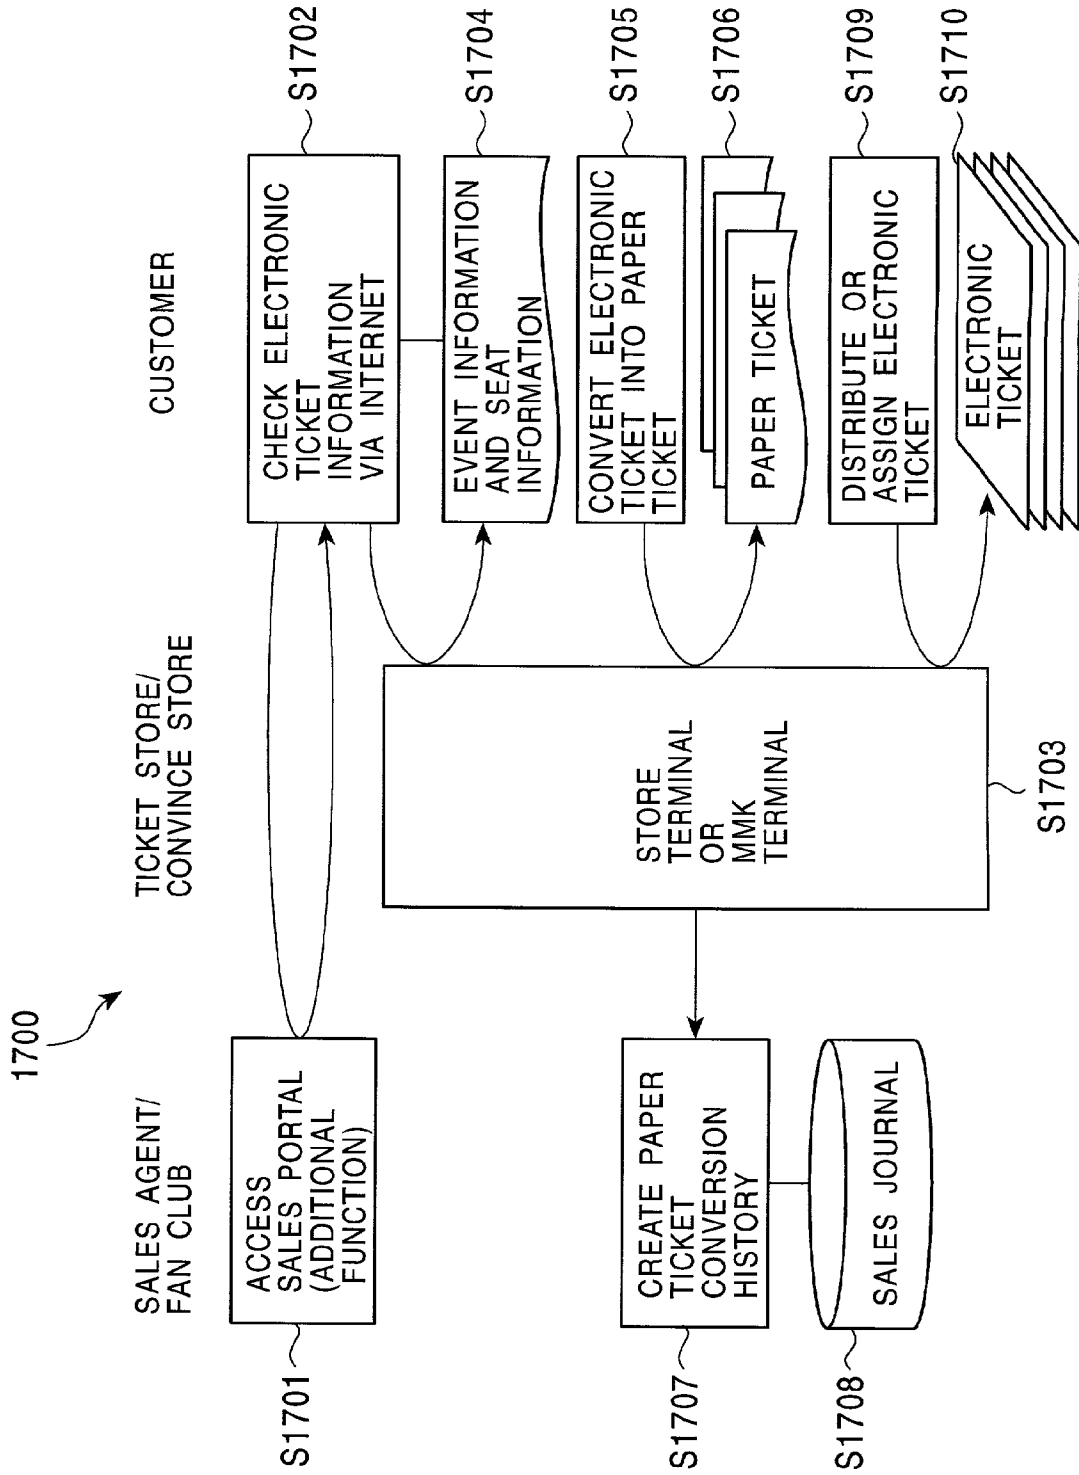 1700
SALES AGENT/
FAN CLUB
TICKET STORE/
CONVINCE STORE
CUSTOMER
S1701
ACCESS
SALES PORTAL
(ADDITIONAL
FUNCTION)
CHECK ELECTRONIC
TICKET
INFORMATION
VIA INTERNET
S1702
EVENT INFORMATION
AND SEAT
INFORMATION
S1704
STORE
TERMINAL
OR
MMK
TERMINAL
S1703
CONVERT ELECTRONIC
TICKET INTO PAPER
TICKET
S1705
PAPER TICKET
S1706
S1707
CREATE PAPER
TICKET
CONVERSION
HISTORY
S1708
SALES JOURNAL
DISTRIBUTE OR
ASSIGN ELECTRONIC
TICKET
S1709
ELECTRONIC
TICKET
S1710